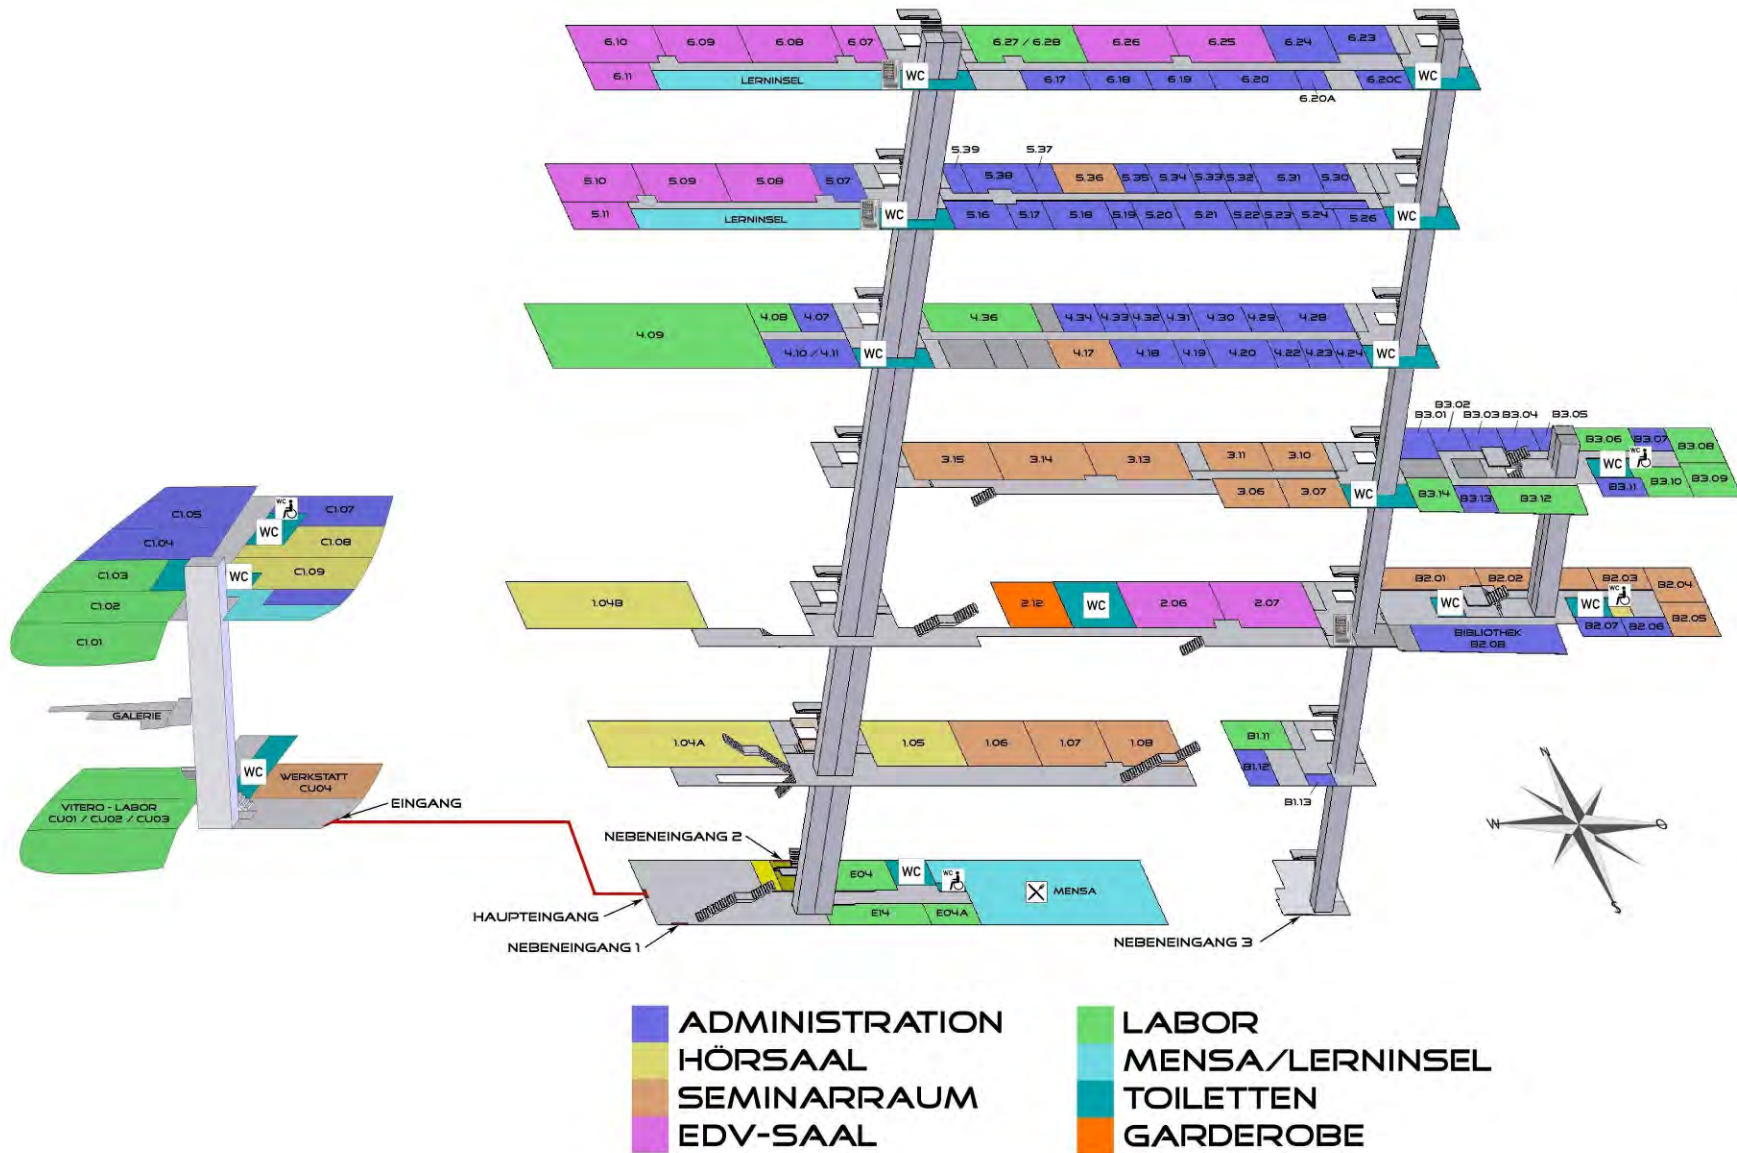 6.10 6.09 6.08 6.07 6.27 / 6.28 6.26 6.25 6.24 6.23
6.11 LERNINSEL WC 6.17 6.18 6.19 6.20 6.20C WC
6.20A
5.39 5.37
5.10 5.09 5.08 5.07 5.38 5.36 5.35 5.34 5.33 5.32 5.31 5.30
5.11 LERNINSEL WC 5.16 5.17 5.18 5.19 5.20 5.21 5.22 5.23 5.24 5.26 WC
4.09 4.08 4.07 4.36 4.34 4.33 4.32 4.31 4.30 4.29 4.28
4.10 / 4.11 WC 4.17 4.18 4.19 4.20 4.22 4.23 4.24 WC
B3.01 B3.02 B3.03 B3.04 B3.05
3.15 3.14 3.13 3.11 3.10 B3.06 B3.07 B3.08
WC WC
3.06 3.07 WC B3.14 B3.13 B3.12 B3.11 B3.10 B3.09
C1.05 WC C1.07
C1.04 WC C1.08
C1.03 WC C1.09
C1.02
C1.01
1.04B 2.12 WC 2.06 2.07 B2.01 B2.02 B2.03 B2.04
WC WC WC
B2.07 B2.06 B2.05
BIBLIOTHEK
B2.08
GALERIE
1.04A 1.05 1.06 1.07 1.08 B1.11
B1.12
B1.13
WC WERKSTATT
CU04
VITERO - LABOR
CU01 / CU02 / CU03
EINGANG
NEBENEINGANG 2
E04 WC WC MENSA
E14 E04A
HAUPTEINGANG
NEBENEINGANG 1
NEBENEINGANG 3
N
W O
S
ADMINISTRATION
HÖRSAAL
SEMINARRAUM
EDV-SAAL
LABOR
MENSA/LERNINSEL
TOILETTEN
GARDEROBE